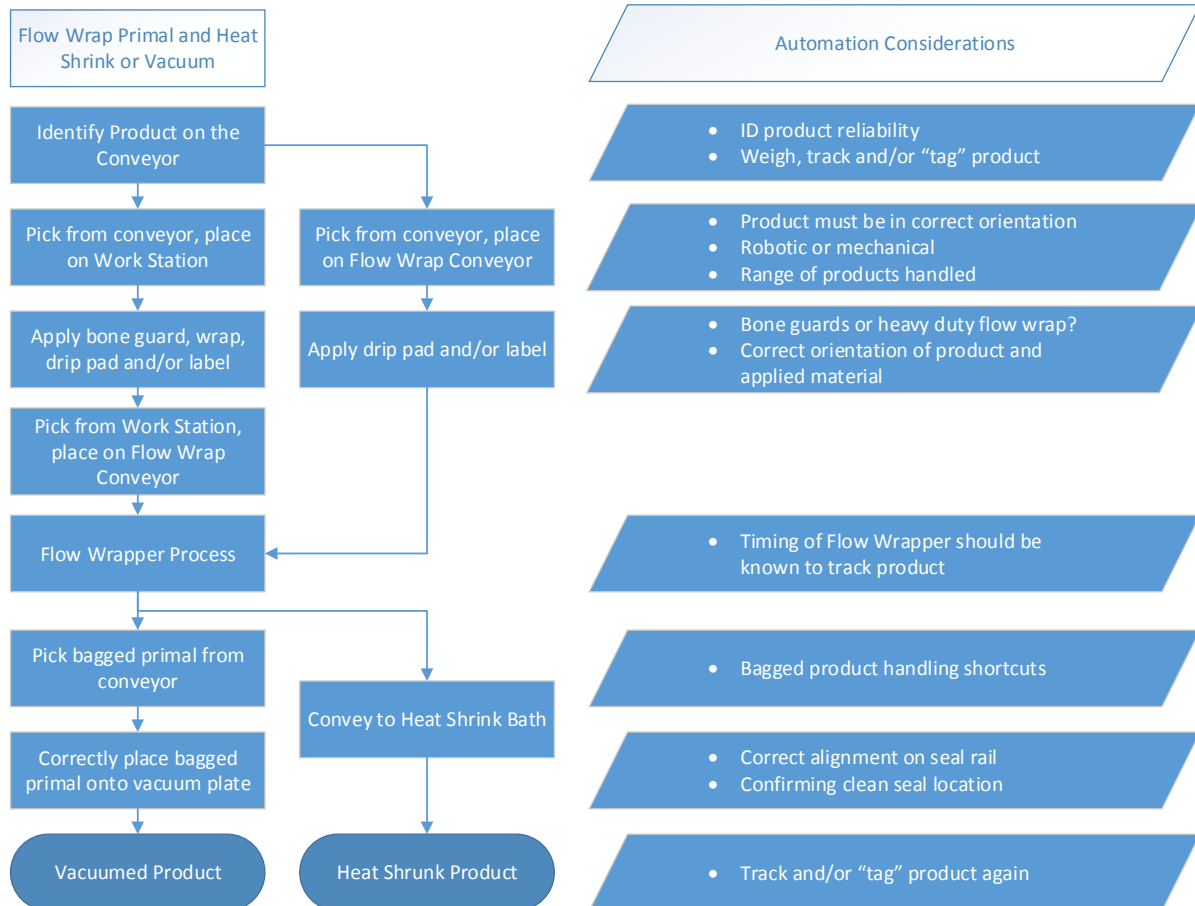 Flow Wrap Primal and Heat
Shrink or Vacuum
Automation Considerations
Identify Product on the
Conveyor
• ID product reliability
• Weigh, track and/or “tag” product
Pick from conveyor, place
on Work Station
Pick from conveyor, place
on Flow Wrap Conveyor
• Product must be in correct orientation
• Robotic or mechanical
• Range of products handled
Apply bone guard, wrap,
drip pad and/or label
Apply drip pad and/or label
• Bone guards or heavy duty flow wrap?
• Correct orientation of product and
applied material
Pick from Work Station,
place on Flow Wrap
Conveyor
Flow Wrapper Process
• Timing of Flow Wrapper should be
known to track product
Pick bagged primal from
conveyor
Convey to Heat Shrink Bath
• Bagged product handling shortcuts
Correctly place bagged
primal onto vacuum plate
• Correct alignment on seal rail
• Confirming clean seal location
Vacuumed Product
Heat Shrunk Product
• Track and/or “tag” product again